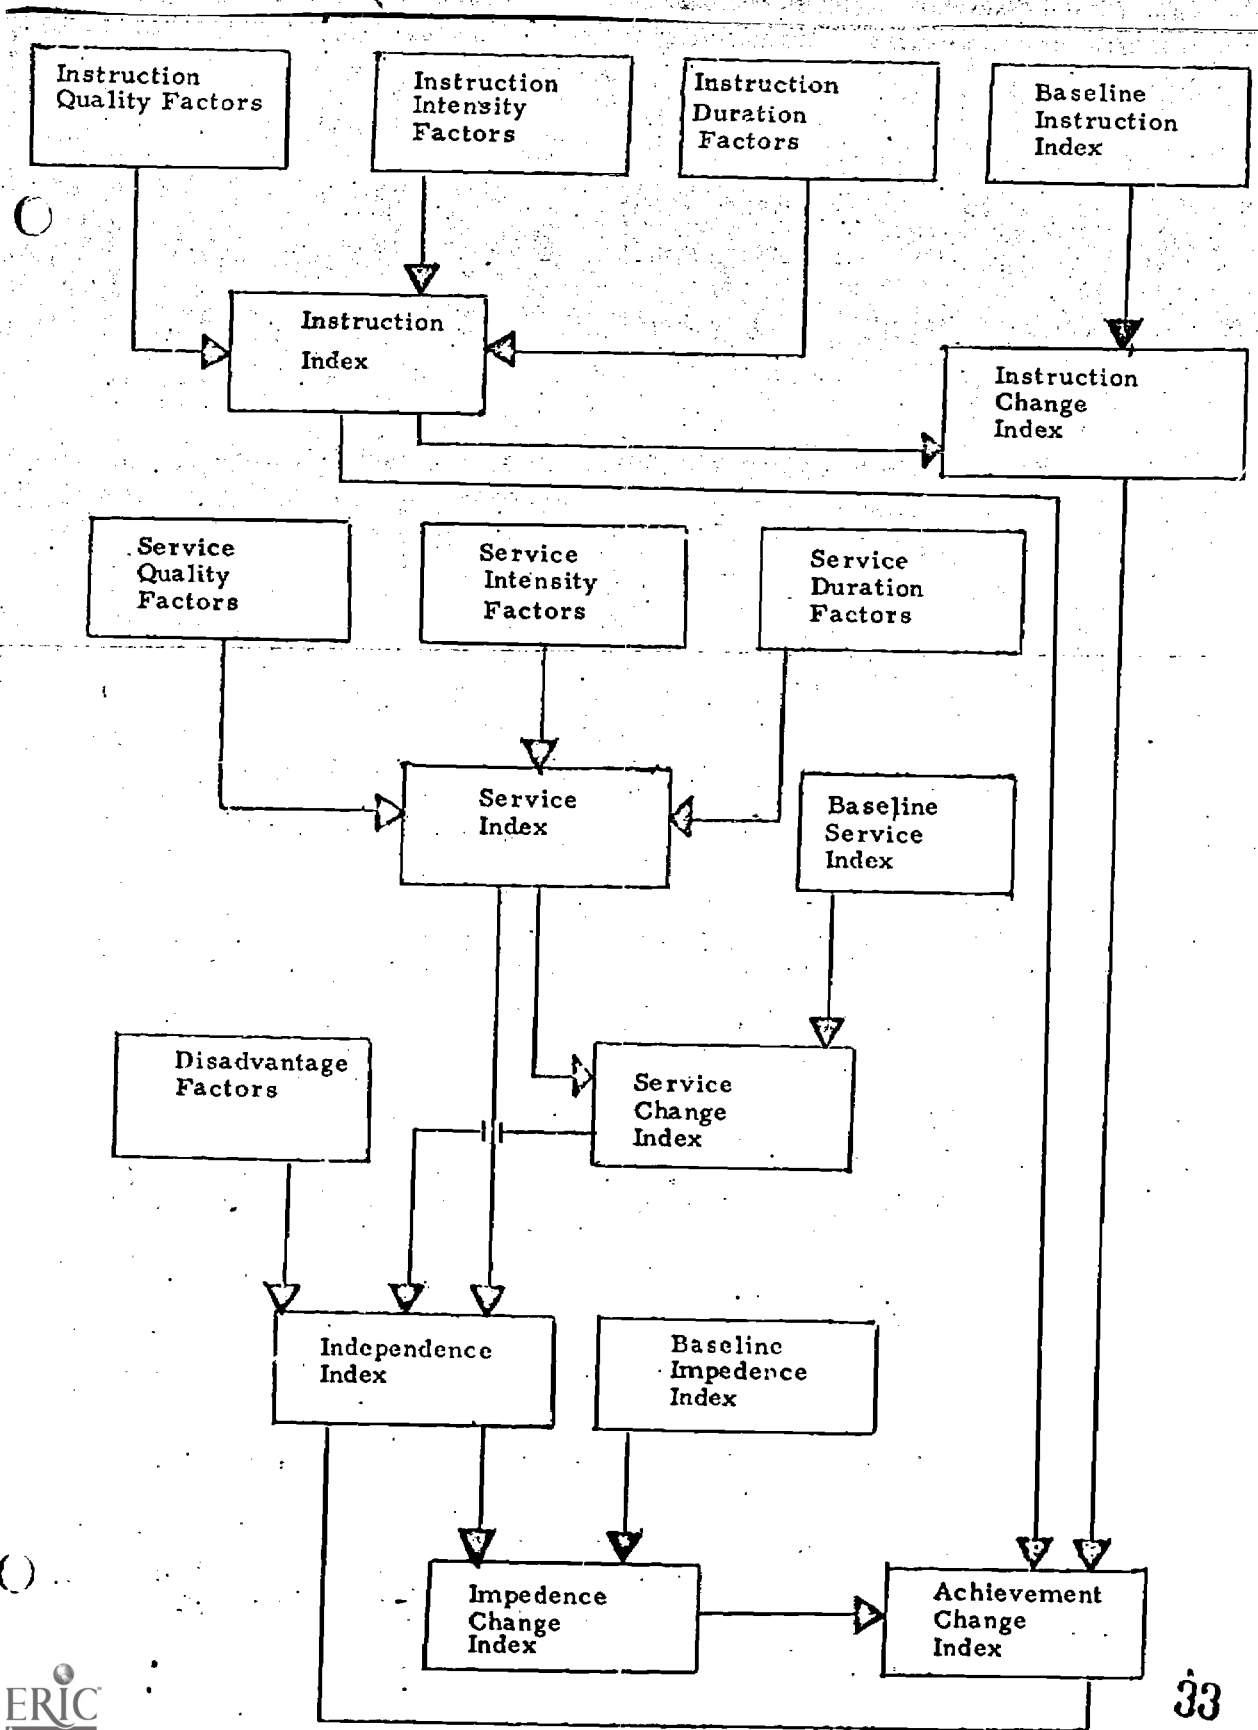 Instruction
Quality Factors
Instruction
Intensity
Factors
Instruction
Duration
Factors
Baseline
Instruction
Index
Instruction
Index
Instruction
Change
Index
Service
Quality
Factors
Service
Intensity
Factors
Service
Duration
Factors
Service
Index
Baseline
Service
Index
Disadvantage
Factors
Service
Change
Index
Independence
Index
Baseline
Impedence
Index
Impedence
Change
Index
Achievement
Change
Index
33
ERIC